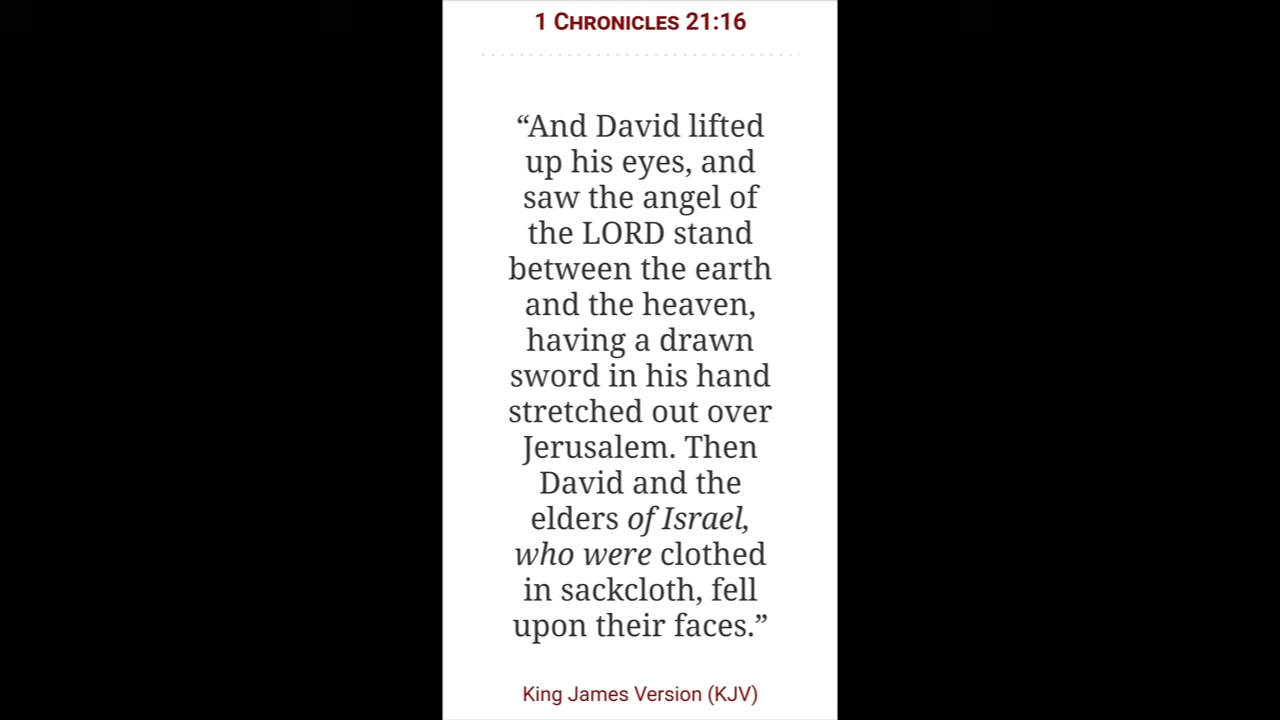 1 Chronicles 21:16
“And David lifted
up his eyes, and
saw the angel of
the LORD stand
between the earth
and the heaven,
having a drawn
sword in his hand
stretched out over
Jerusalem. Then
David and the
elders of Israel,
who were clothed
in sackcloth, fell
upon their faces.”
King James Version (KJV)